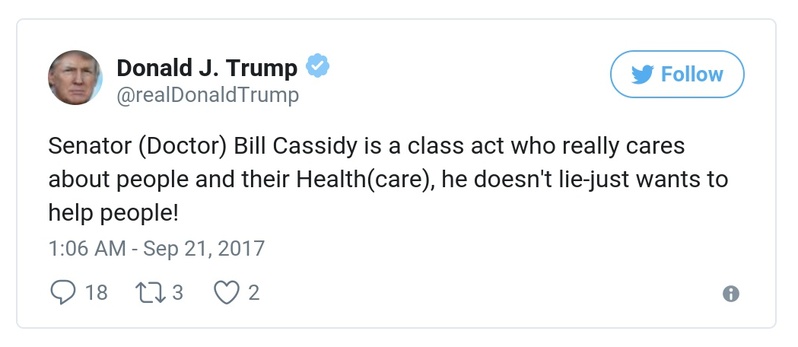 Donald J. Trump
@realDonaldTrump
Follow
Senator (Doctor) Bill Cassidy is a class act who really cares
about people and their Health(care), he doesn't lie-just wants to
help people!
1:06 AM - Sep 21, 2017
18 3 2